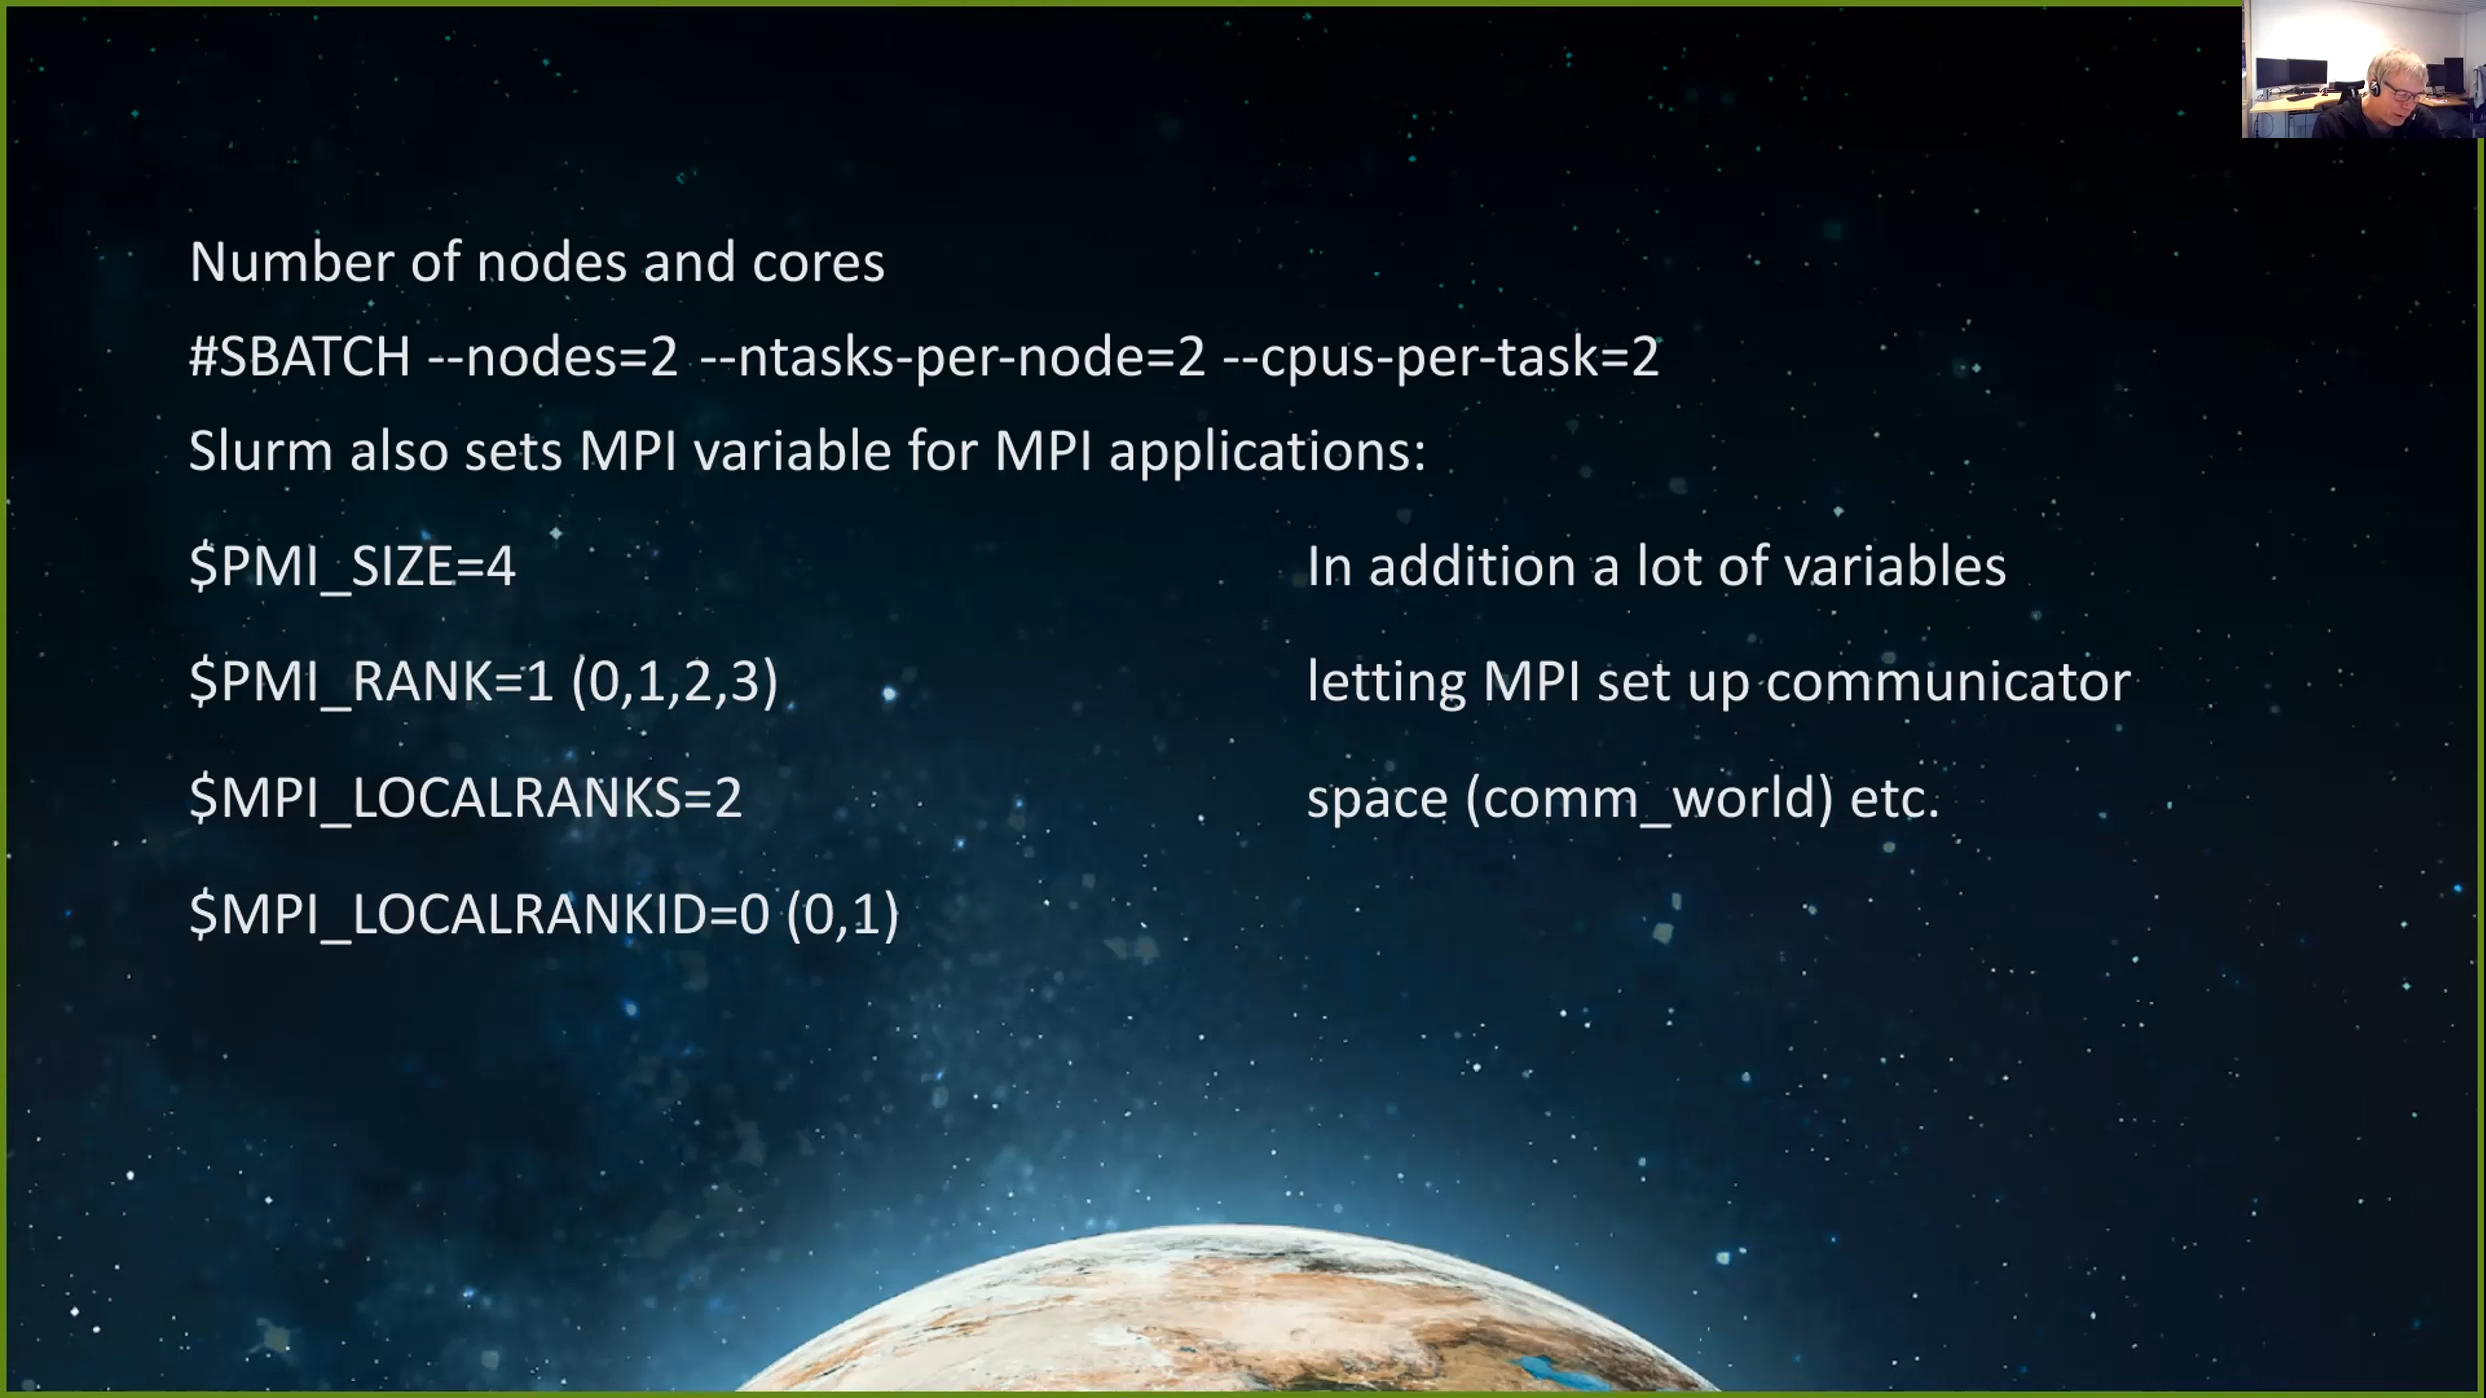 Number of nodes and cores
#SBATCH --nodes=2 --ntasks-per-node=2 --cpus-per-task=2
Slurm also sets MPI variable for MPI applications:
$PMI_SIZE=4
$PMI_RANK=1 (0,1,2,3)
$MPI_LOCALRANKS=2
$MPI_LOCALRANKID=0 (0,1)
In addition a lot of variables
letting MPI set up communicator
space (comm_world) etc.